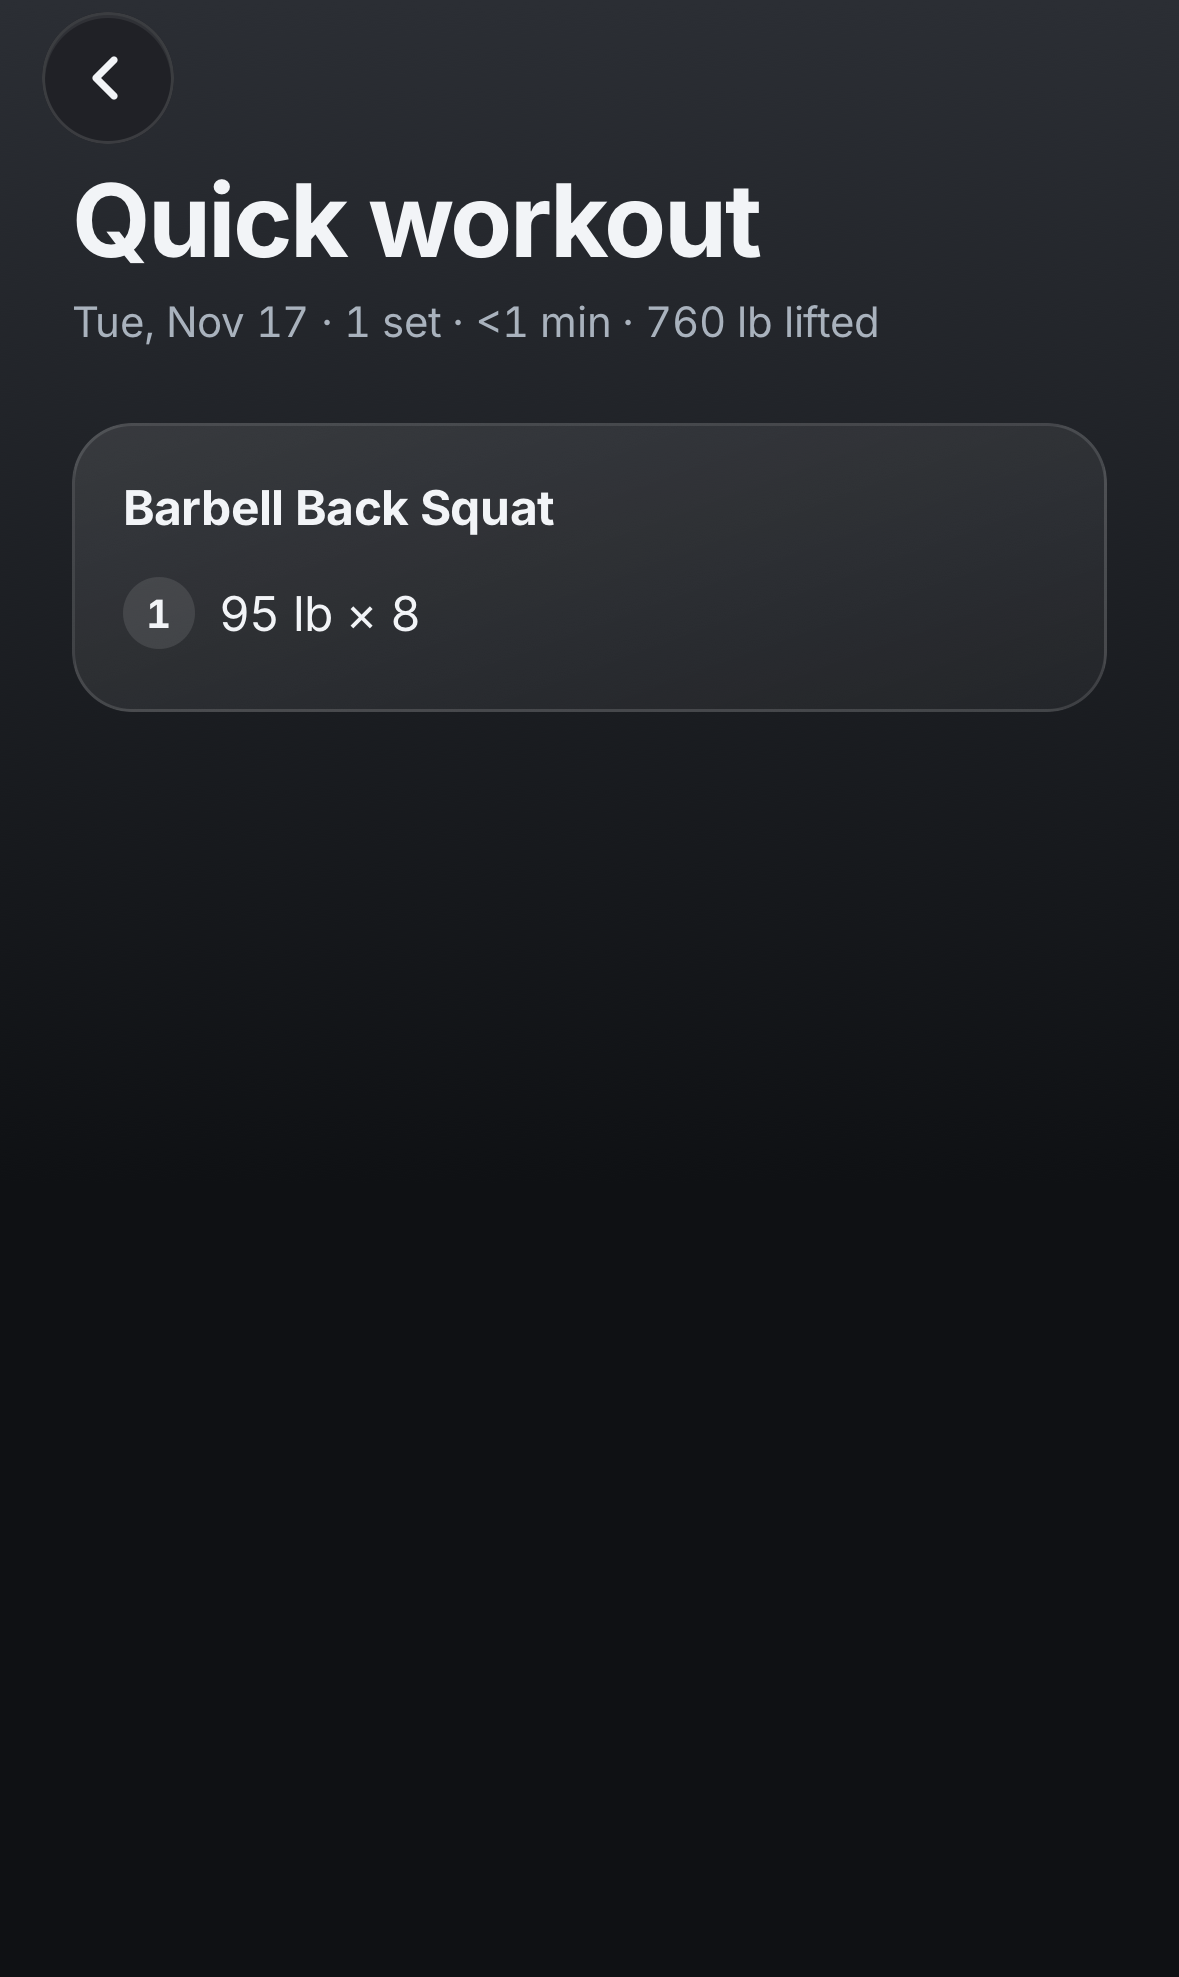 Quick workout
Tue, Nov 17 · 1 set · <1 min · 760 lb lifted
Barbell Back Squat
1 95 lb × 8